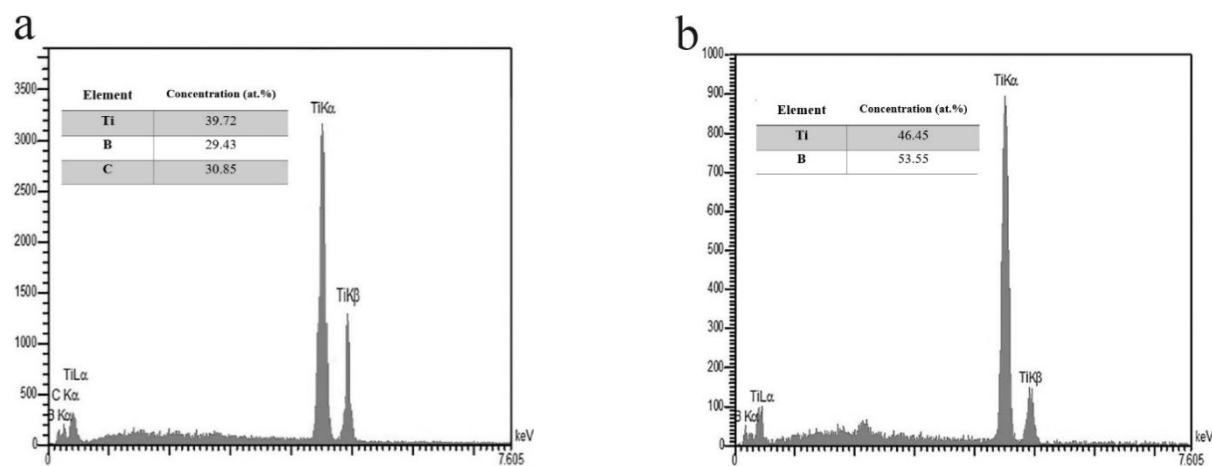 a
3500
3000
2500
2000
1500
1000
500
0
Element Concentration (at.%)
Ti 39.72
B 29.43
C 30.85
TiKα
TiKβ
TiLα
C Kα
B Kα
keV
0 7.605
b
1000
900
800
700
600
500
400
300
200
100
0
Element Concentration (at.%)
Ti 46.45
B 53.55
TiKα
TiKβ
TiLα
B Kα
keV
0 7.605